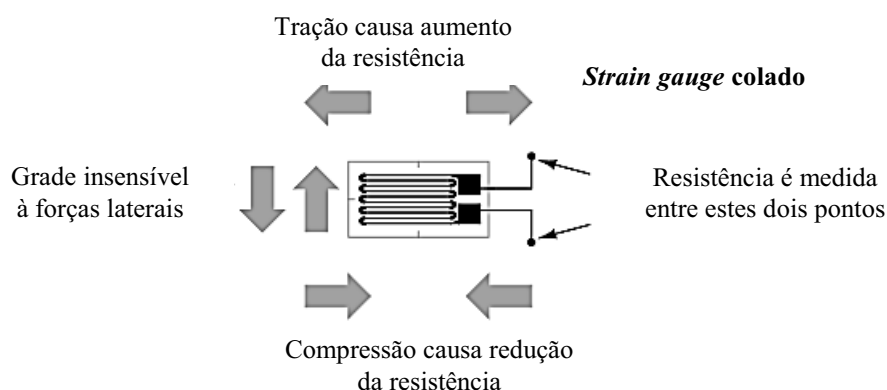 Tração causa aumento
da resistência
Strain gauge colado
Grade insensível
à forças laterais
Resistência é medida
entre estes dois pontos
Compressão causa redução
da resistência